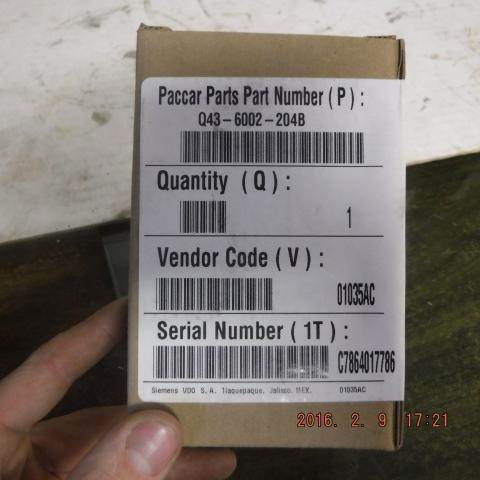 Paccar Parts Part Number ( P ) :
Q43-6002-204B
Quantity ( Q ) :
1
Vendor Code ( V ) :
01035AC
Serial Number ( 1T ) :
C7864017786
Siemens VDO S. A. Tlaquepaque, Jalisco, MEX. 01035AC
2016. 2. 9 17:21